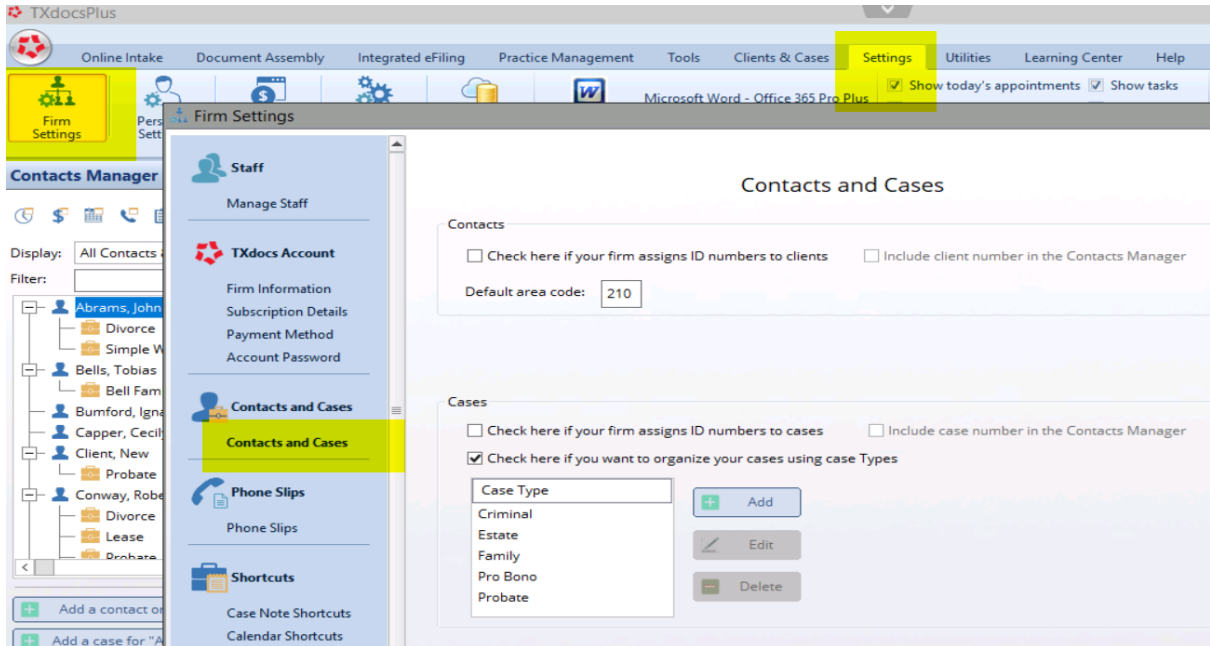 TXdocsPlus
Online Intake Document Assembly Integrated eFiling Practice Management Tools Clients & Cases Settings Utilities Learning Center Help
Firm
Settings
Microsoft Word - Office 365 Pro Plus
Show today's appointments Show tasks
Firm Settings
Contacts Manager
Display: All Contacts
Filter:
Abrams, John
Divorce
Simple W
Bells, Tobias
Bell Fam
Bumford, Igna
Capper, Cecil
Client, New
Probate
Conway, Robe
Divorce
Lease
Probate
Add a contact or
Add a case for "A
Staff
Manage Staff
TXdocs Account
Firm Information
Subscription Details
Payment Method
Account Password
Contacts and Cases
Contacts and Cases
Phone Slips
Phone Slips
Shortcuts
Case Note Shortcuts
Calendar Shortcuts
Contacts and Cases
Contacts
Check here if your firm assigns ID numbers to clients Include client number in the Contacts Manager
Default area code: 210
Cases
Check here if your firm assigns ID numbers to cases Include case number in the Contacts Manager
Check here if you want to organize your cases using case Types
Case Type
Criminal
Estate
Family
Pro Bono
Probate
Add
Edit
Delete